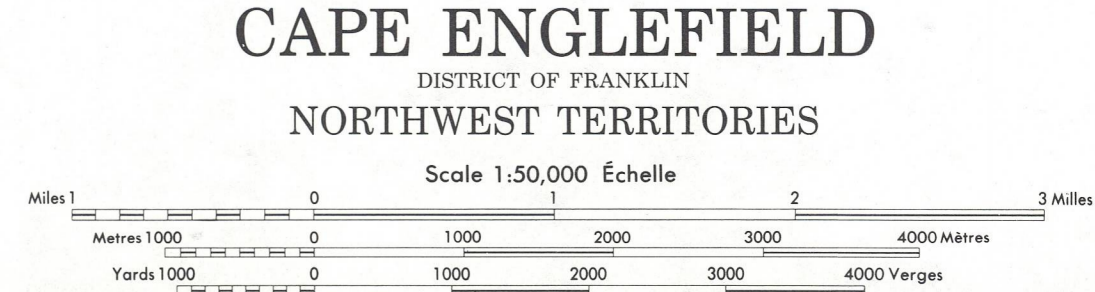 CAPE ENGLEFIELD
DISTRICT OF FRANKLIN
NORTHWEST TERRITORIES
Scale 1:50,000 Échelle
Miles 1 0 1 2 3 Milles
Metres 1000 0 1000 2000 3000 4000 Mètres
Yards 1000 0 1000 2000 3000 4000 Verges